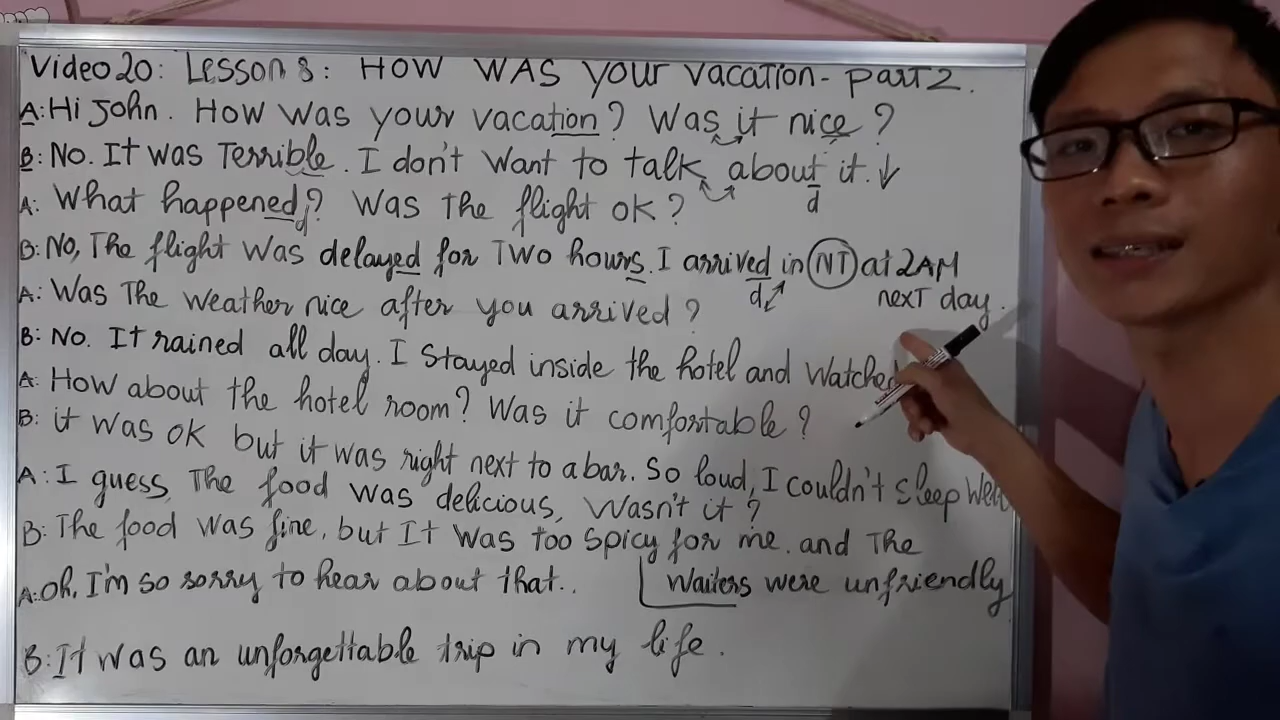 Video 20: Lesson 8: HOW WAS your vacation - part 2.
A: Hi John. How was your vacation? Was it nice?
B: No. It was Terrible. I don't want to talk about it. ↓
d
A: What happened? Was the flight ok?
d
B: No, The flight was delayed for Two hours. I arrived in NT at 2AM
next day.
d
A: Was The weather nice after you arrived?
B: No. It rained all day. I Stayed inside the hotel and watched
A: How about the hotel room? Was it comfortable?
B: it was ok but it was right next to a bar. So loud, I couldn't sleep well
A: I guess, The food was delicious, Wasn't it?
B: The food was fine, but It was too spicy for me. and The
Waiters were unfriendly
A: Oh, I'm so sorry to hear about that..
B: It was an unforgettable trip in my life.